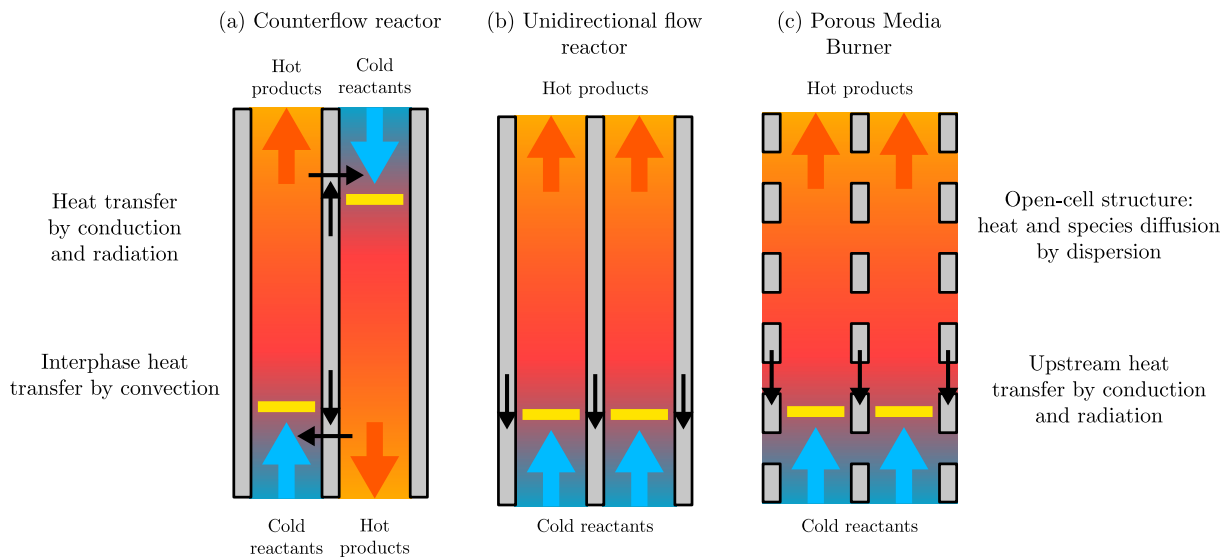 (a) Counterflow reactor
Hot
products
Cold
reactants
Heat transfer
by conduction
and radiation
Interphase heat
transfer by convection
Cold
reactants
Hot
products
(b) Unidirectional flow
reactor
Hot products
Cold reactants
(c) Porous Media
Burner
Hot products
Open-cell structure:
heat and species diffusion
by dispersion
Upstream heat
transfer by conduction
and radiation
Cold reactants